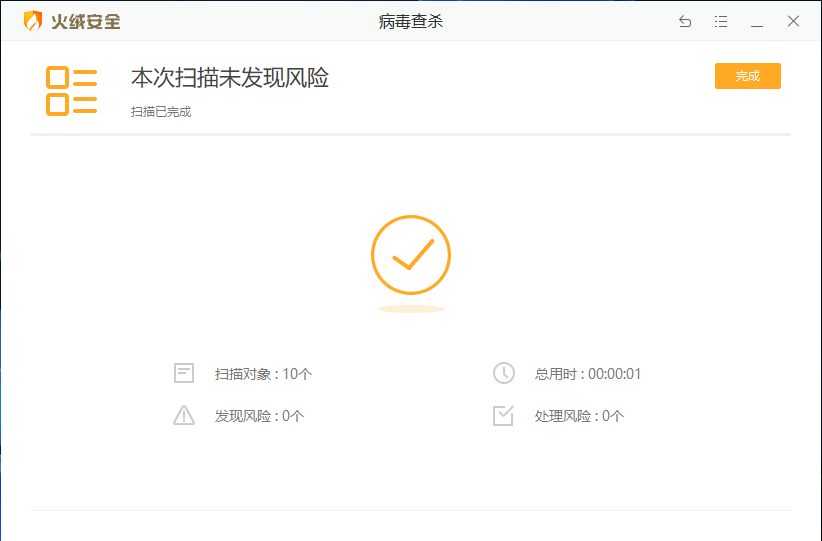 火绒安全
病毒查杀
本次扫描未发现风险
完成
扫描已完成
扫描对象 : 10个
总用时 : 00:00:01
发现风险 : 0个
处理风险 : 0个